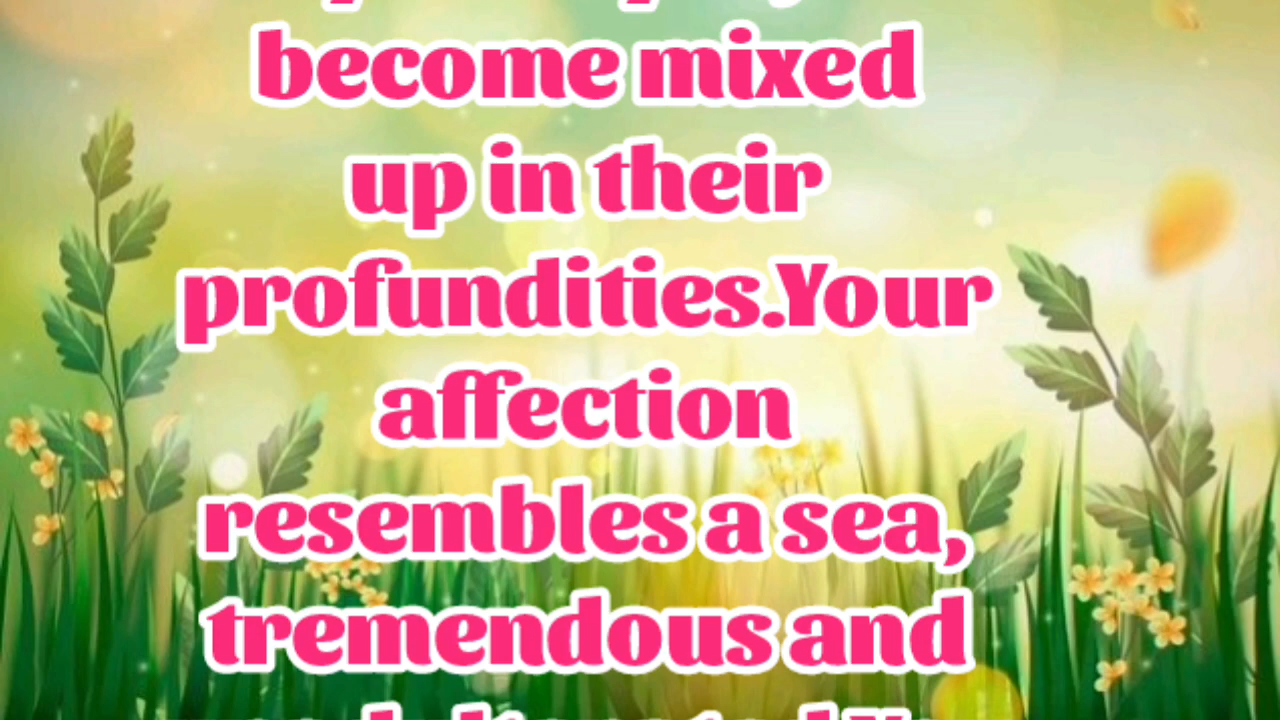 become mixed
up in their
profundities.Your
affection
resembles a sea,
tremendous and